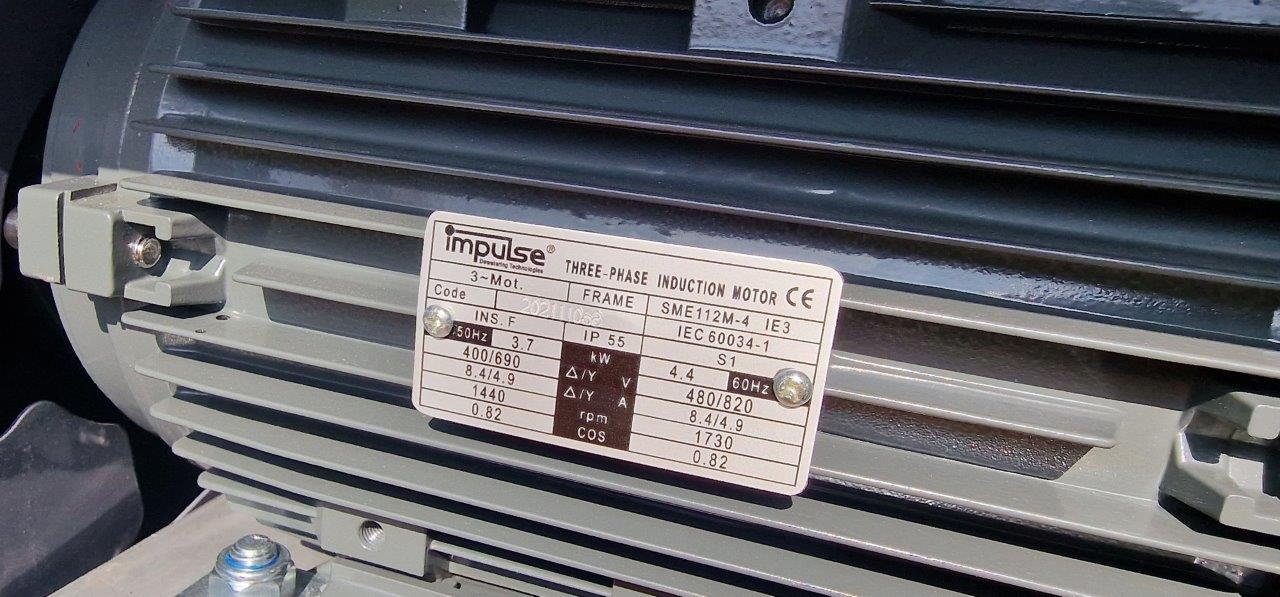 impulse®
Dewatering Technologies
THREE-PHASE INDUCTION MOTOR CE
3~Mot. FRAME SME112M-4 IE3
Code 20211068 IEC 60034-1
INS. F IP 55 S1
50Hz 3.7 kW 4.4 60Hz
400/690 △/Y V 480/820
8.4/4.9 △/Y A 8.4/4.9
1440 rpm 1730
0.82 COS 0.82